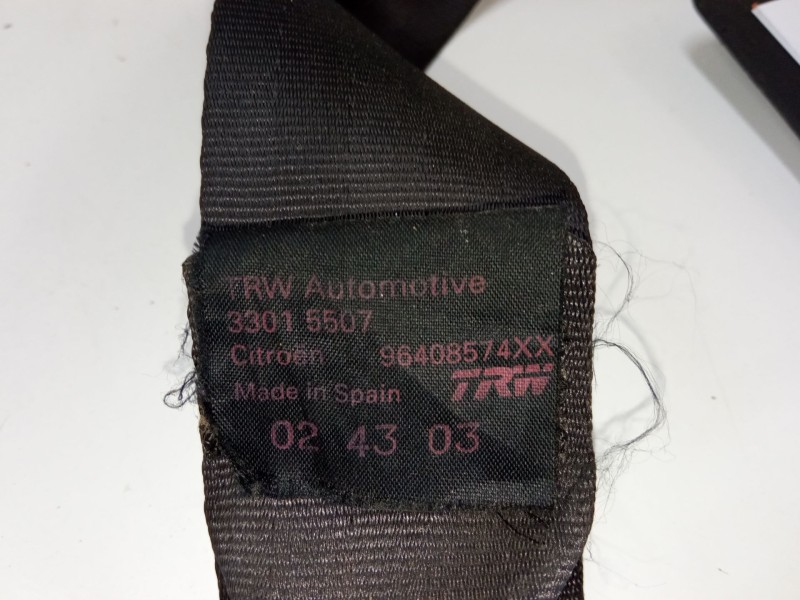 TRW Automotive
3301 5507
Citroën 96408574XX
Made in Spain TRW
02 43 03